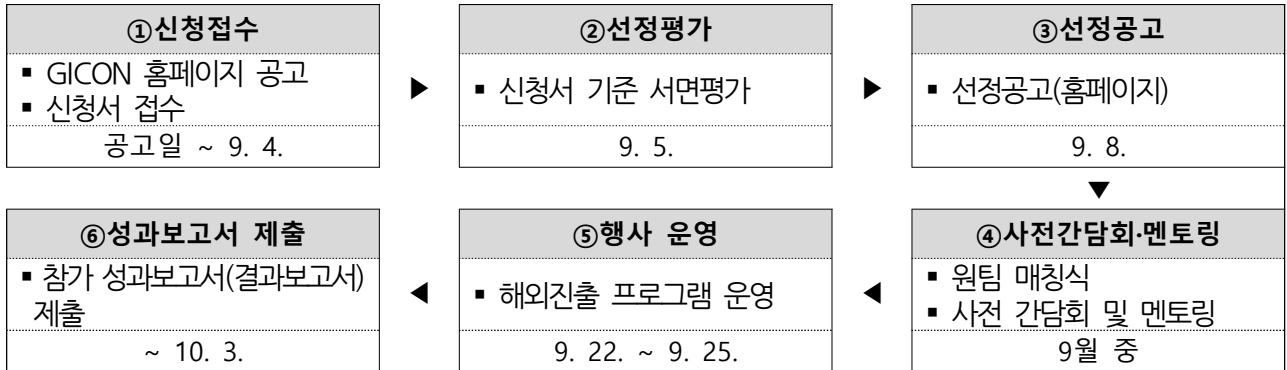 ①신청접수
▪ GICON 홈페이지 공고
▪ 신청서 접수
공고일 ~ 9. 4.
▶
②선정평가
▪ 신청서 기준 서면평가
9. 5.
▶
③선정공고
▪ 선정공고(홈페이지)
9. 8.
▼
④사전간담회·멘토링
▪ 원팀 매칭식
▪ 사전 간담회 및 멘토링
9월 중
◀
⑤행사 운영
▪ 해외진출 프로그램 운영
9. 22. ~ 9. 25.
◀
⑥성과보고서 제출
▪ 참가 성과보고서(결과보고서)
제출
~ 10. 3.